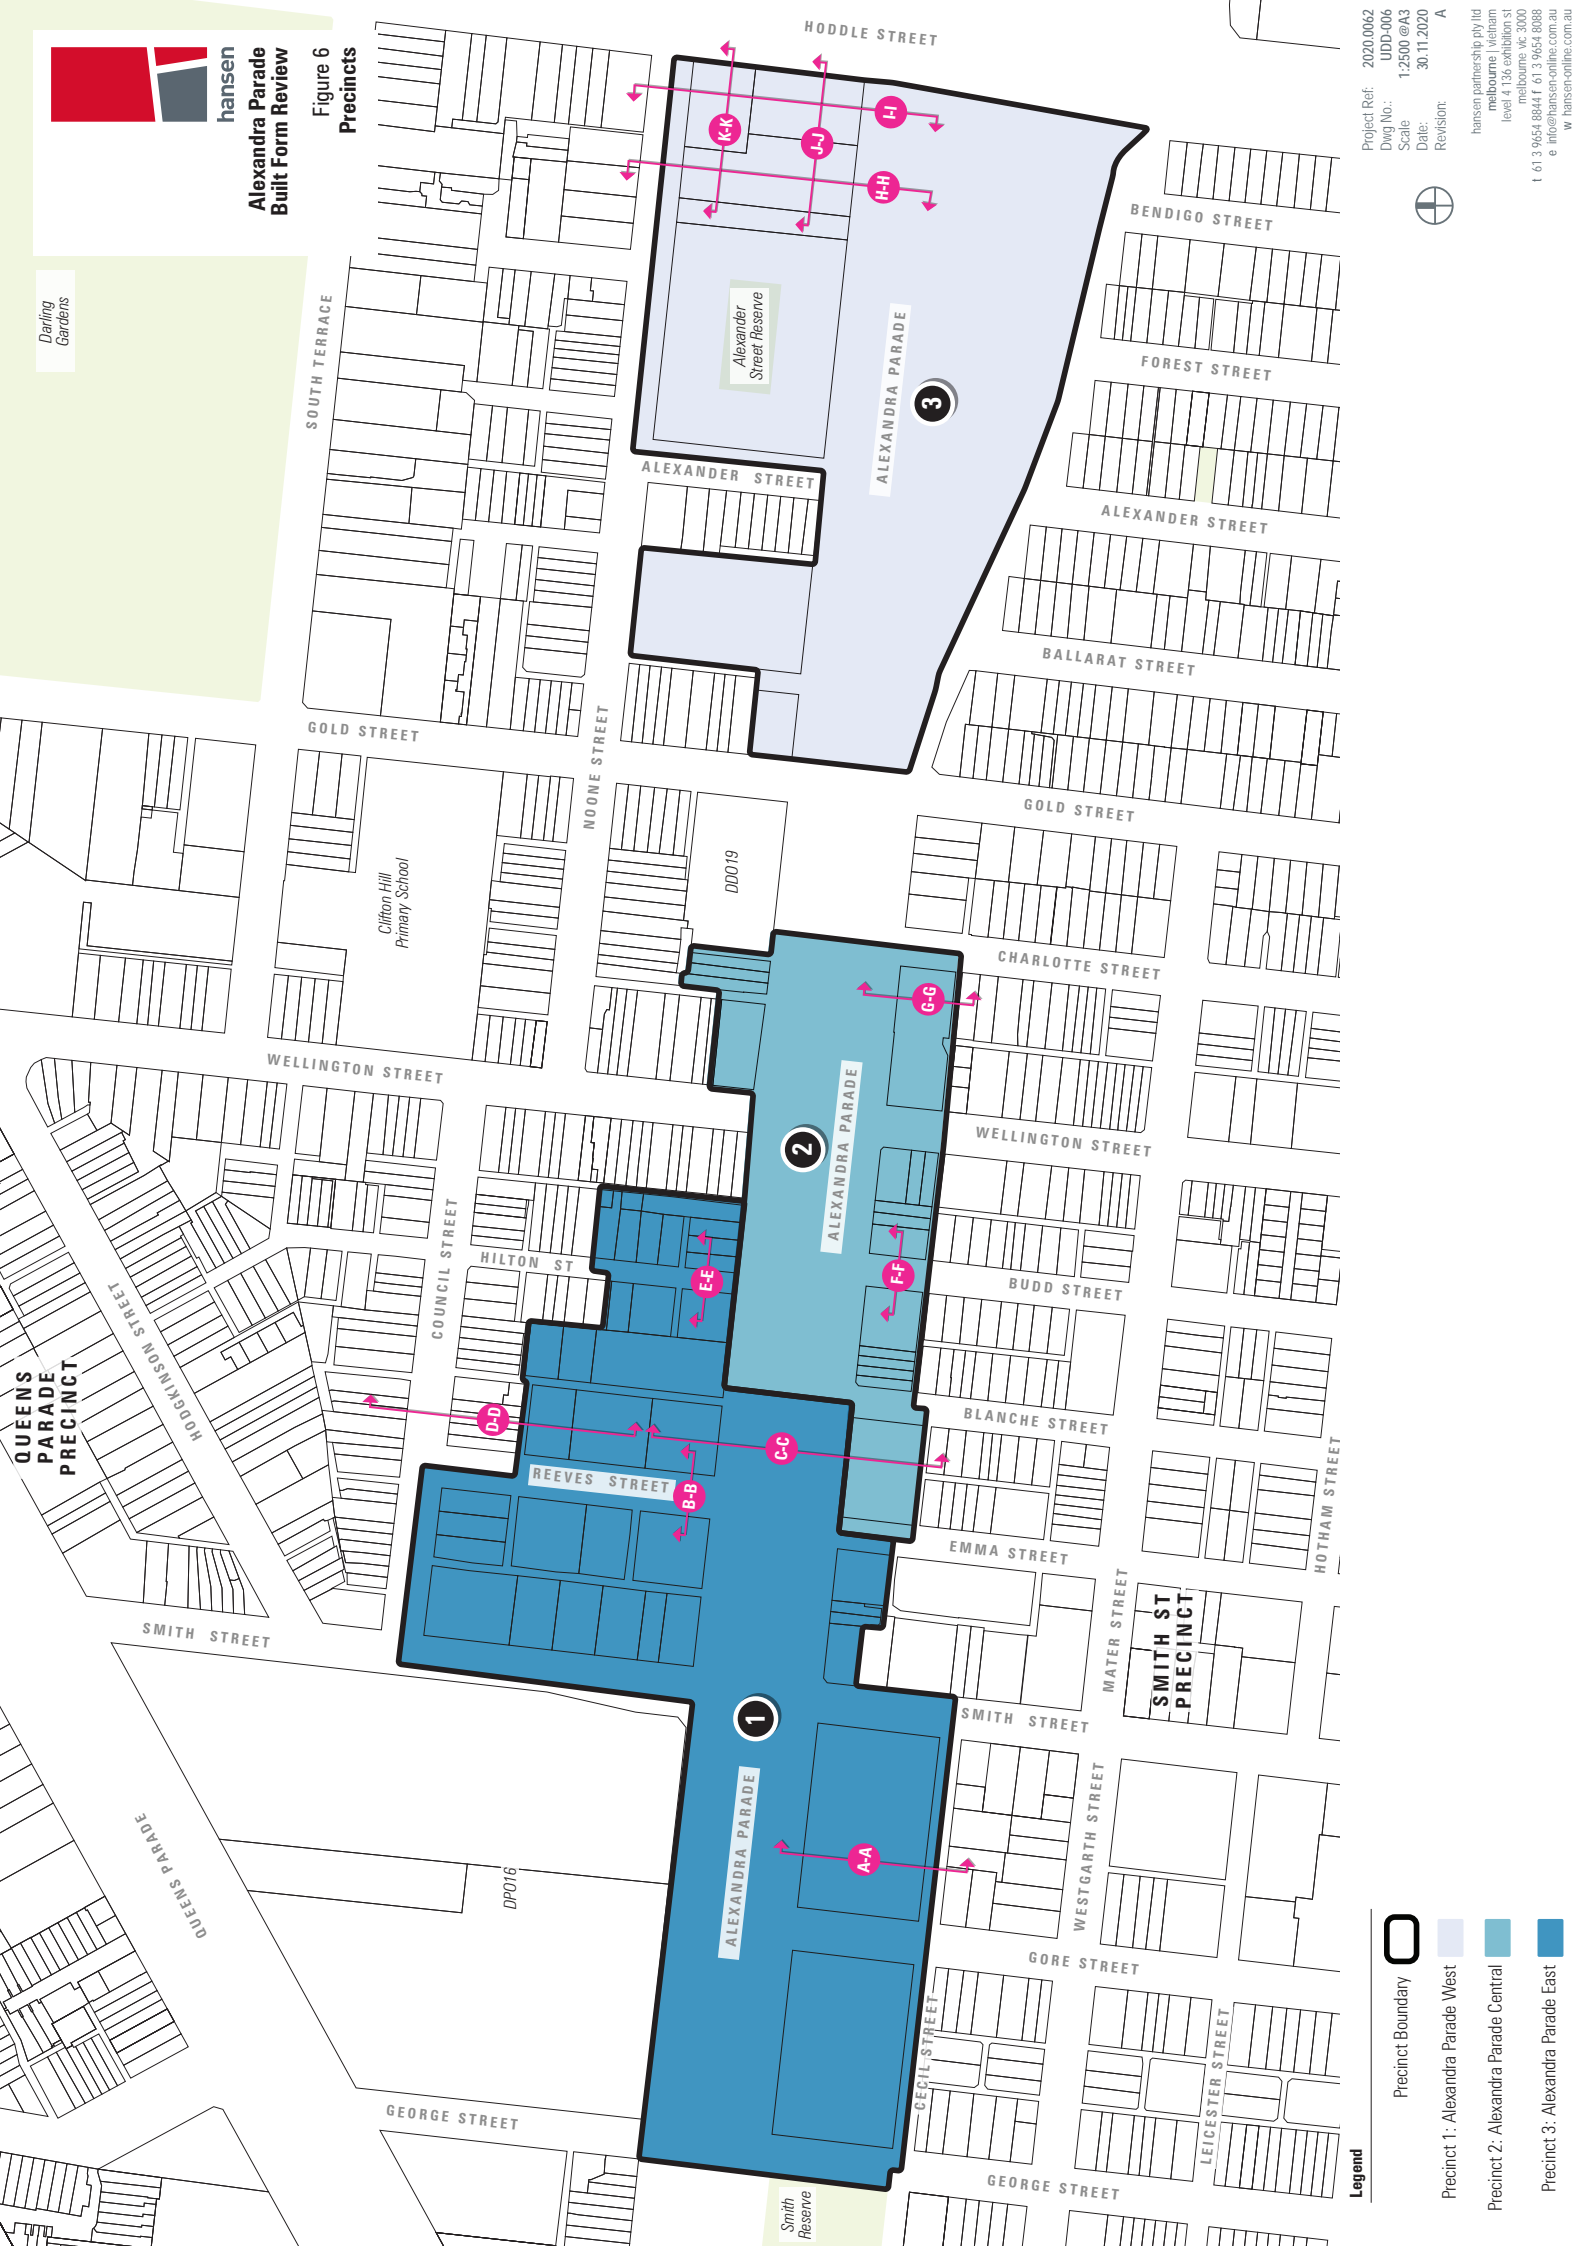 hansen
Alexandra Parade
Built Form Review
Figure 6
Precincts
Darling
Gardens
HODDLE STREET
SOUTH TERRACE
K-K
J-J
I-I
H-H
Alexander
Street Reserve
ALEXANDRA PARADE
3
ALEXANDER STREET
BENDIGO STREET
FOREST STREET
ALEXANDER STREET
BALLARAT STREET
GOLD STREET
NOONE STREET
GOLD STREET
Clifton Hill
Primary School
DDO19
CHARLOTTE STREET
G-G
WELLINGTON STREET
2
ALEXANDRA PARADE
WELLINGTON STREET
COUNCIL STREET
HILTON ST
E-E
F-F
BUDD STREET
HODGKINSON STREET
QUEENS
PARADE
PRECINCT
D-D
C-C
B-B
REEVES STREET
BLANCHE STREET
EMMA STREET
HOTHAM STREET
MATER STREET
SMITH ST
PRECINCT
SMITH STREET
1
SMITH STREET
ALEXANDRA PARADE
A-A
WESTGARTH STREET
QUEENS PARADE
DPO16
GORE STREET
CECIL STREET
LEICESTER STREET
GEORGE STREET
GEORGE STREET
Smith
Reserve
Legend
Precinct Boundary
Precinct 1: Alexandra Parade West
Precinct 2: Alexandra Parade Central
Precinct 3: Alexandra Parade East
Project Ref: 2020.0062
Dwg No.: UDD-006
Scale 1:2500 @A3
Date: 30.11.2020
Revision: A
hansen partnership pty ltd
melbourne | vietnam
level 4 136 exhibition st
melbourne vic 3000
t 61 3 9654 8844 f 61 3 9654 8088
e info@hansen-online.com.au
w hansen-online.com.au